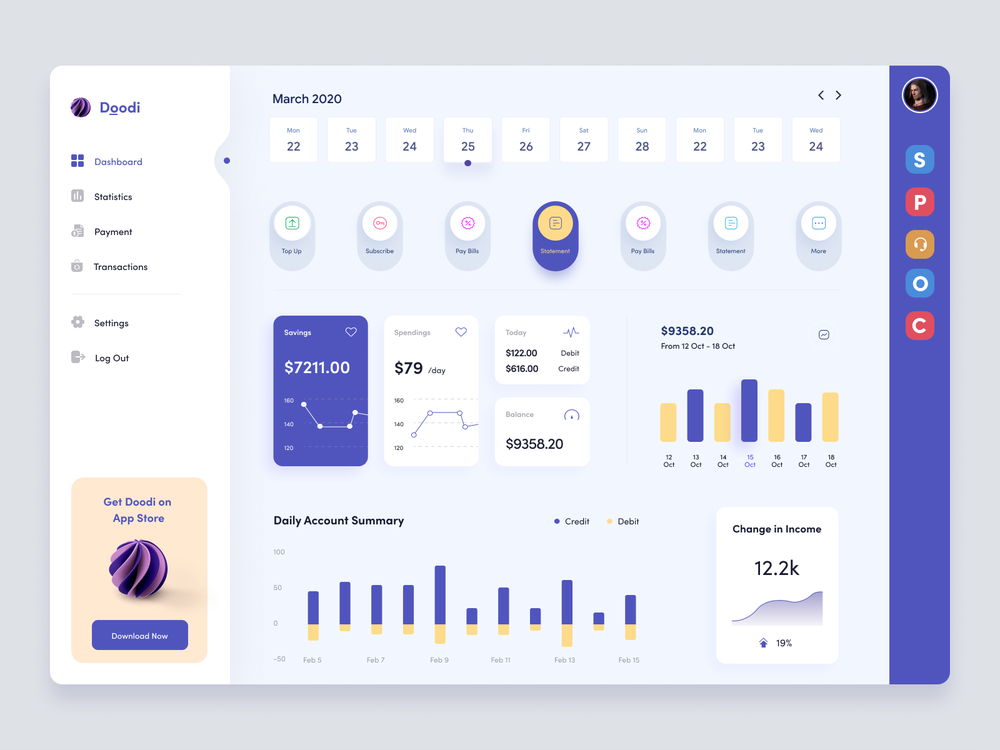 Doodi
Dashboard
Statistics
Payment
Transactions
Settings
Log Out
Get Doodi on
App Store
Download Now
March 2020
Mon Tue Wed Thu Fri Sat Sun Mon Tue Wed
22 23 24 25 26 27 28 22 23 24
Top Up Subscribe Pay Bills Statement Pay Bills Statement More
Savings
$7211.00
160
140
120
Spendings
$79 /day
160
140
120
Today
$122.00 Debit
$616.00 Credit
Balance
$9358.20
$9358.20
From 12 Oct - 18 Oct
12 13 14 15 16 17 18
Oct Oct Oct Oct Oct Oct Oct
Daily Account Summary
Credit Debit
100
50
0
-50
Feb 5 Feb 7 Feb 9 Feb 11 Feb 13 Feb 15
Change in Income
12.2k
19%
S
P
O
C